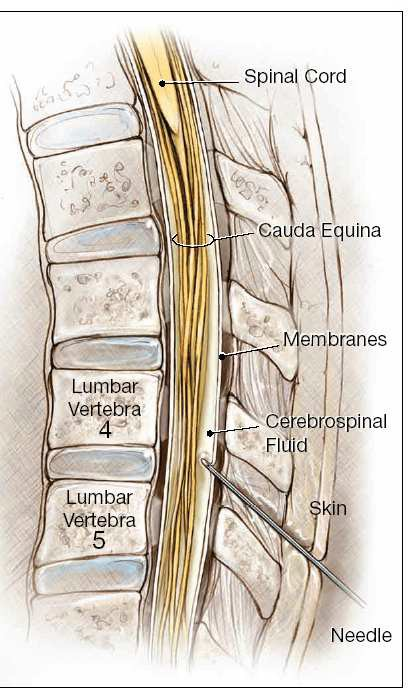 Spinal Cord
Cauda Equina
Membranes
Lumbar
Vertebra
4
Cerebrospinal
Fluid
Lumbar
Vertebra
5
Skin
Needle